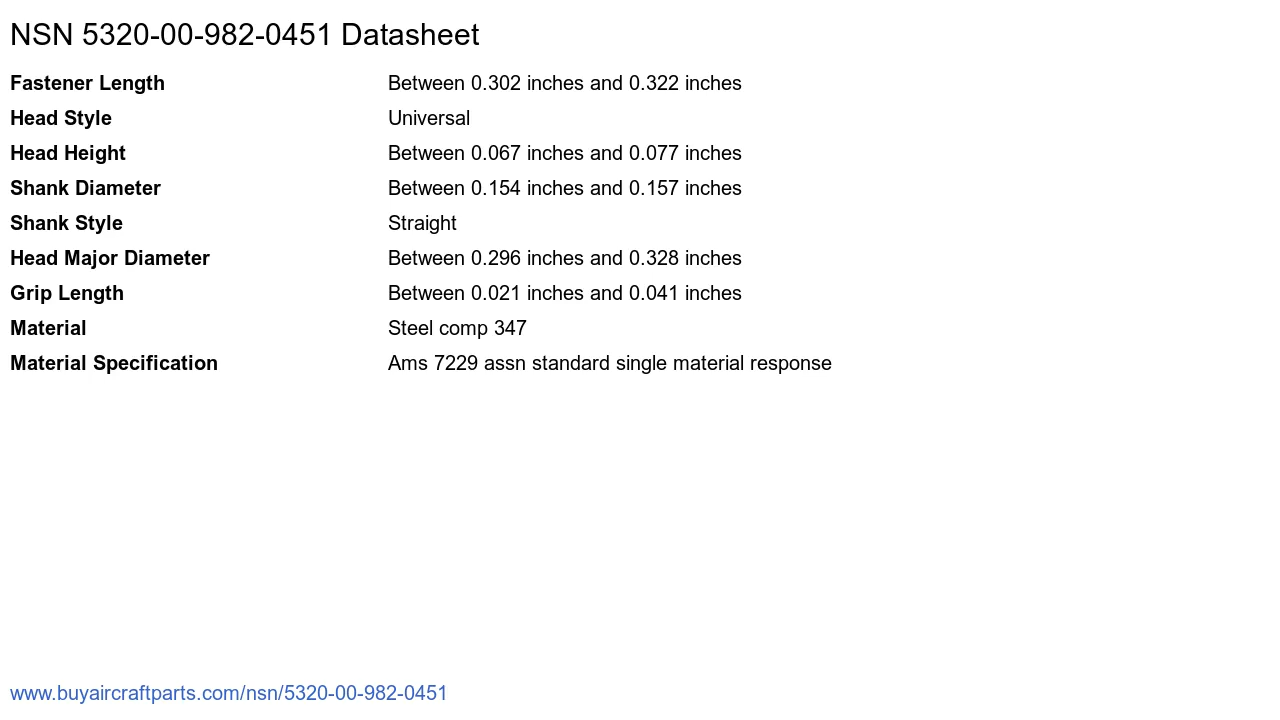 NSN 5320-00-982-0451 Datasheet
Fastener Length Between 0.302 inches and 0.322 inches
Head Style Universal
Head Height Between 0.067 inches and 0.077 inches
Shank Diameter Between 0.154 inches and 0.157 inches
Shank Style Straight
Head Major Diameter Between 0.296 inches and 0.328 inches
Grip Length Between 0.021 inches and 0.041 inches
Material Steel comp 347
Material Specification Ams 7229 assn standard single material response
www.buyaircraftparts.com/nsn/5320-00-982-0451